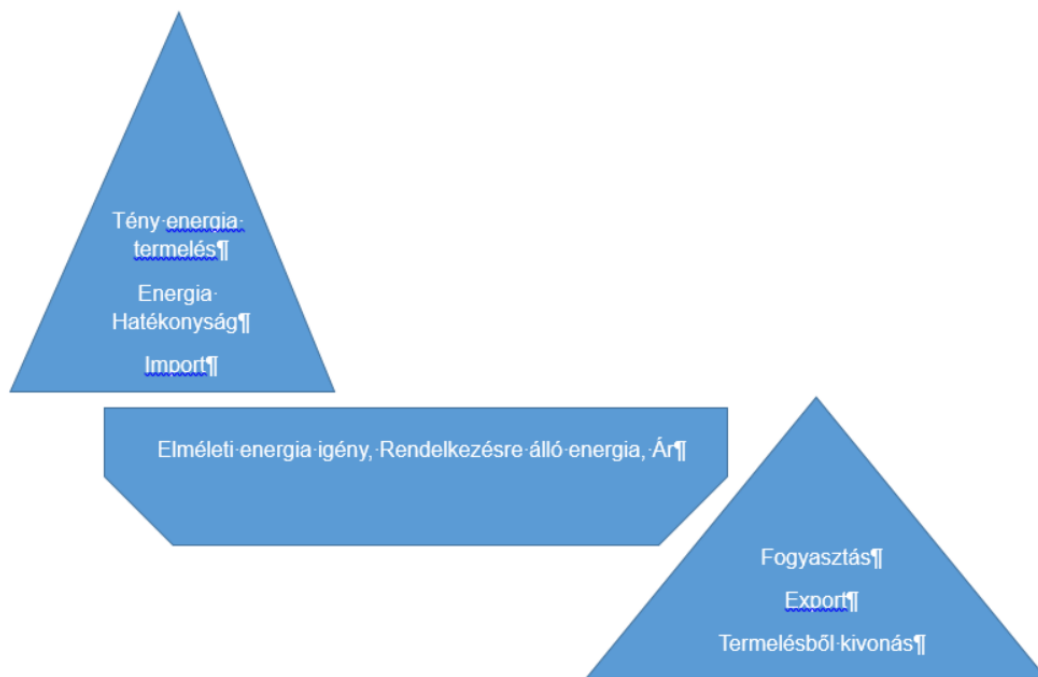 Tény energia
termelés¶
Energia
Hatékonyság¶
Import¶
Elméleti energia igény, Rendelkezésre álló energia, Ár¶
Fogyasztás¶
Export¶
Termelésből kivonás¶